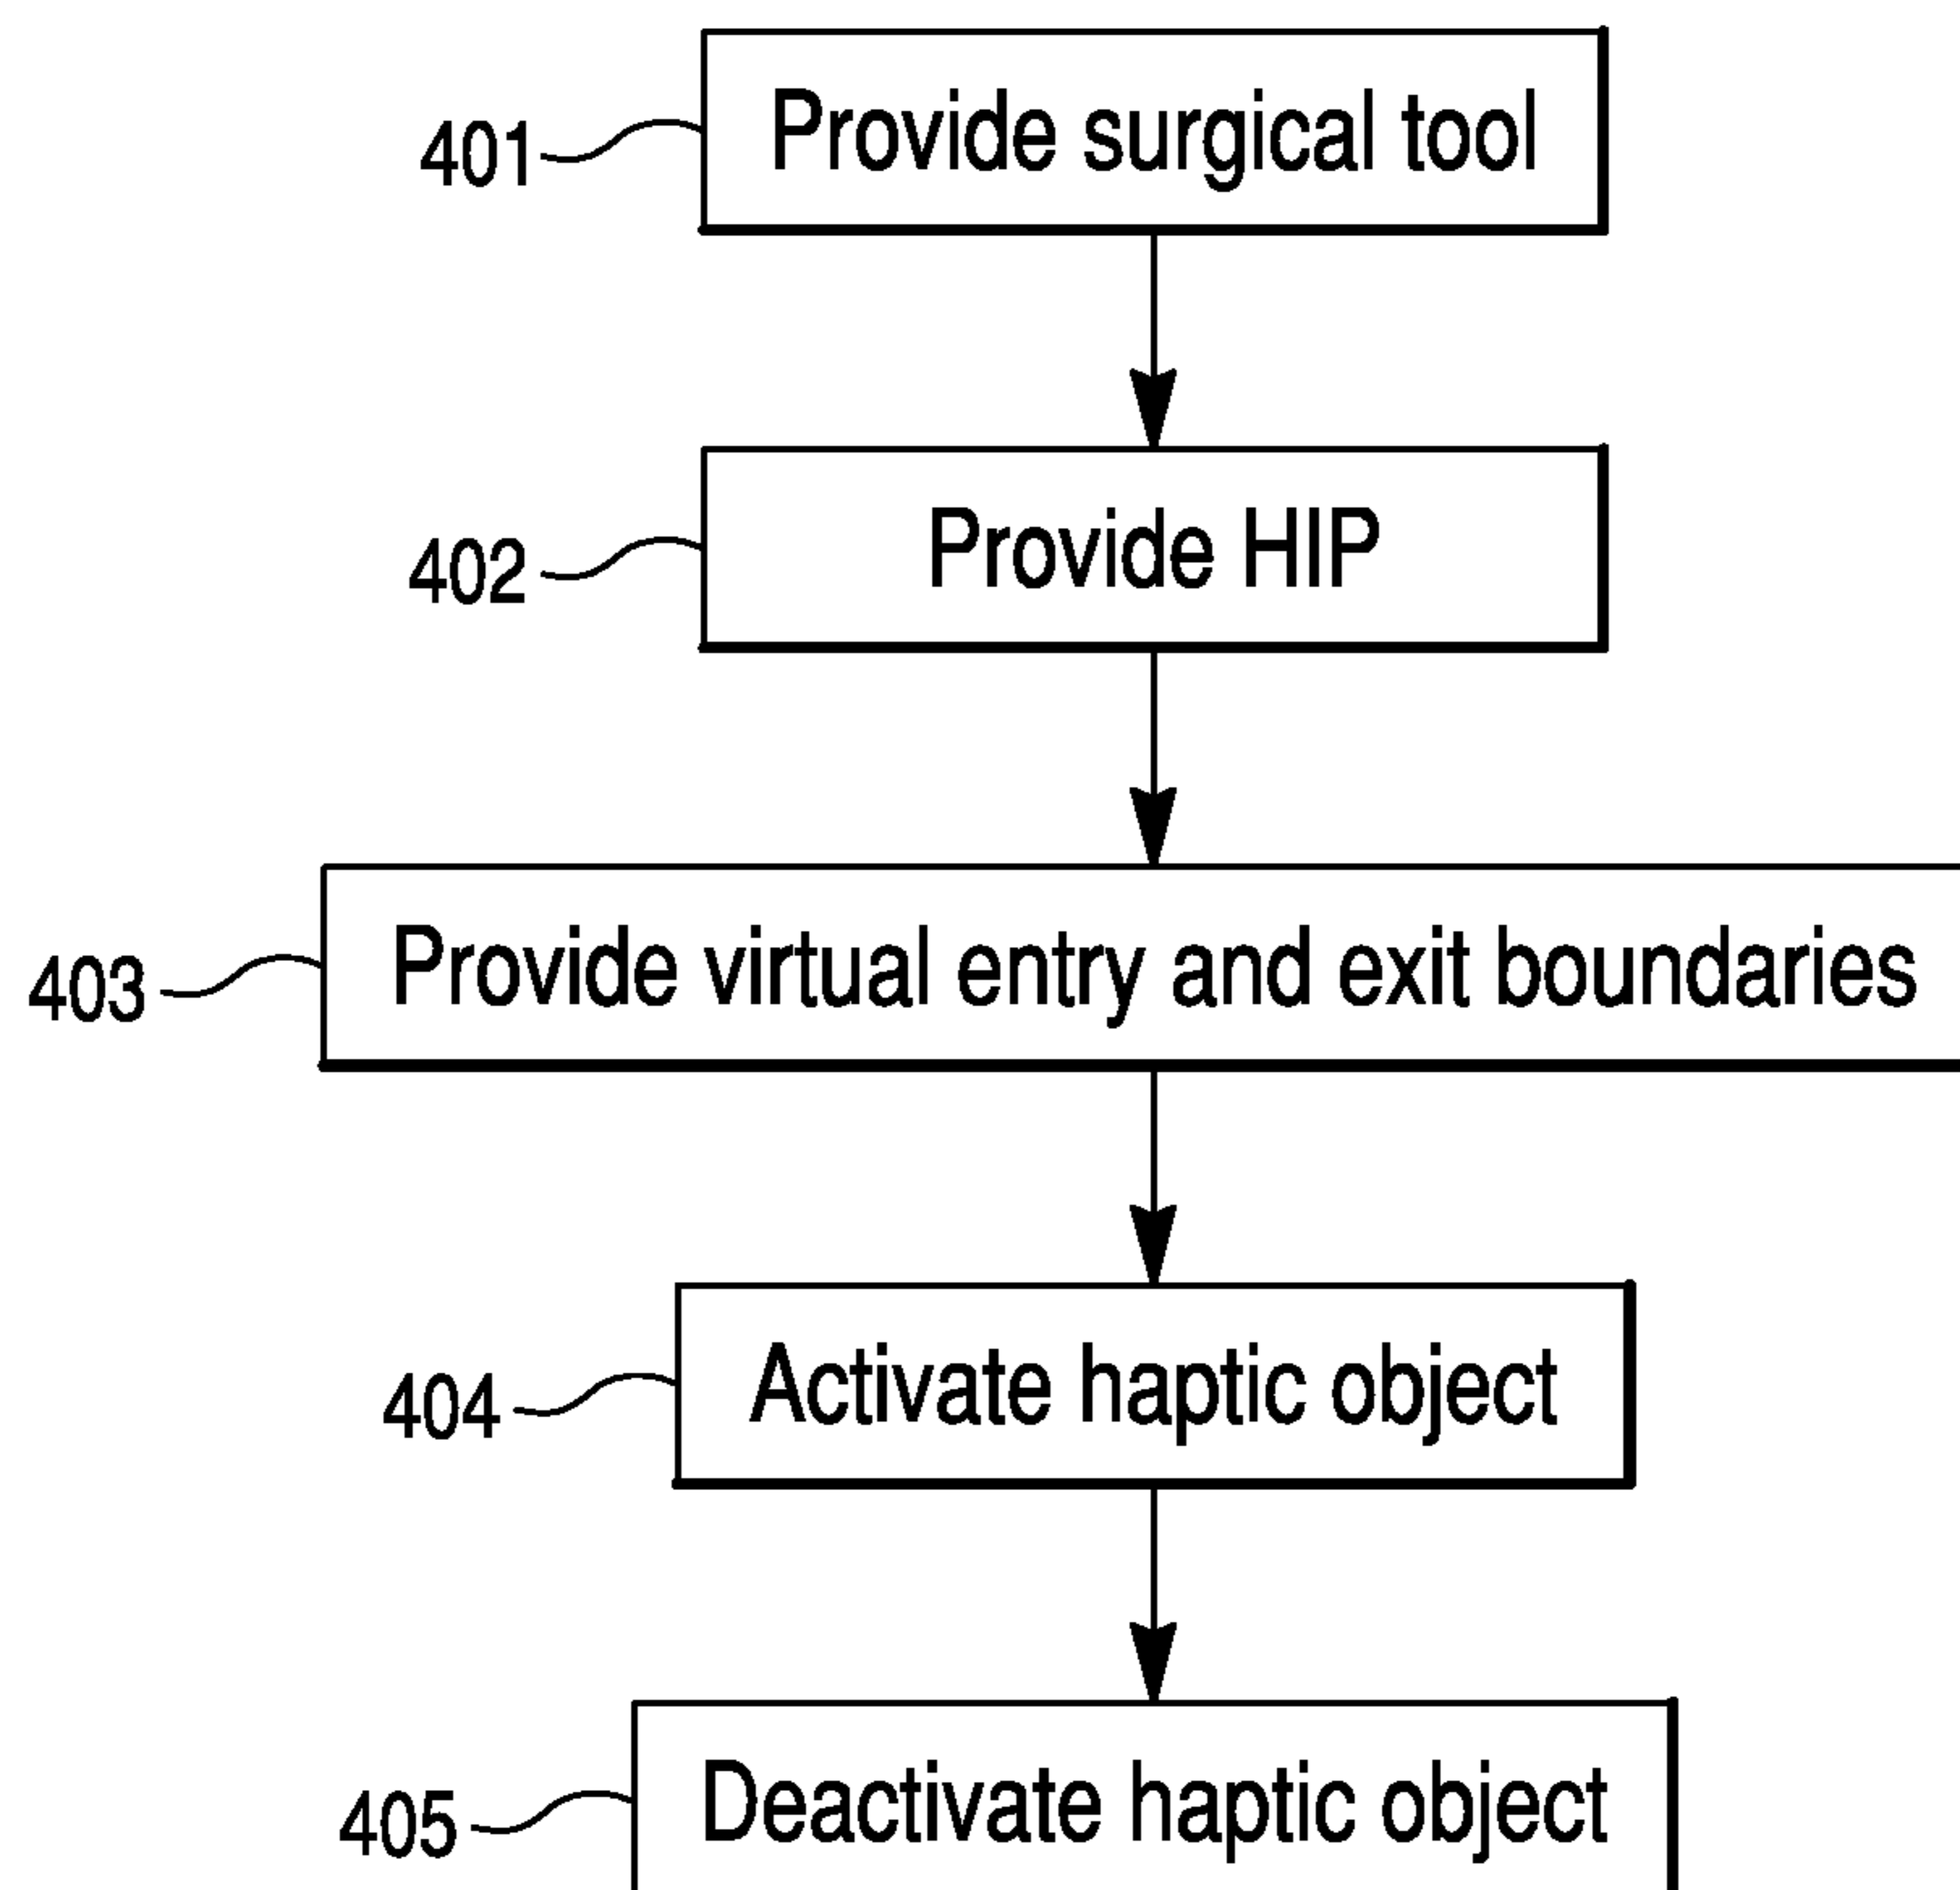 401 Provide surgical tool
402 Provide HIP
403 Provide virtual entry and exit boundaries
404 Activate haptic object
405 Deactivate haptic object